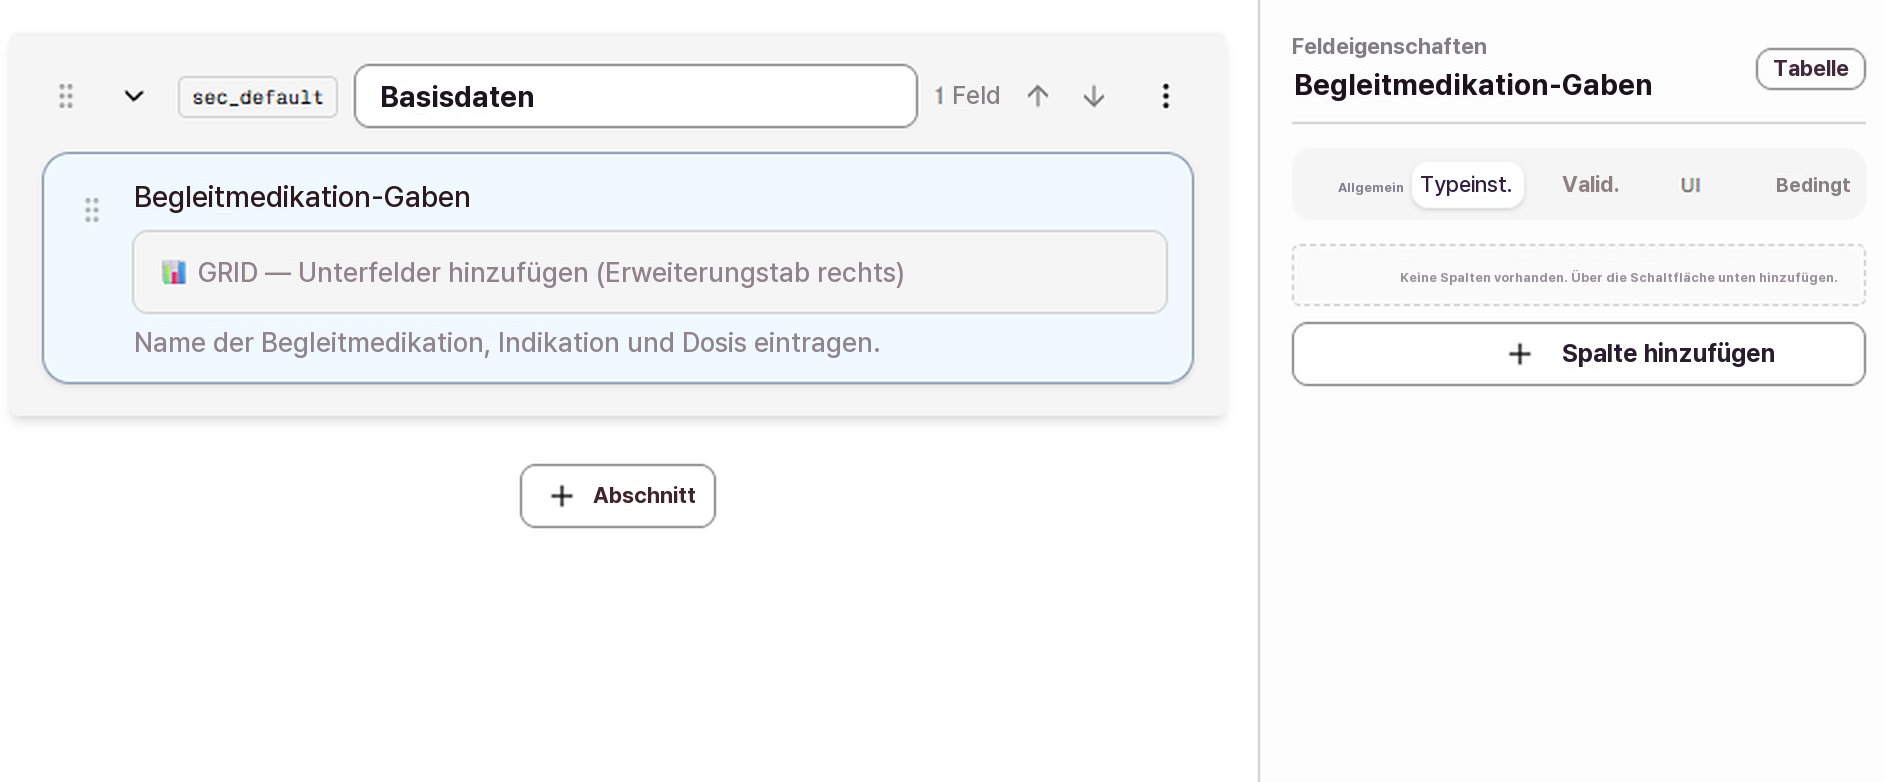 sec_default Basisdaten 1 Feld
Begleitmedikation-Gaben
GRID — Unterfelder hinzufügen (Erweiterungstab rechts)
Name der Begleitmedikation, Indikation und Dosis eintragen.
Abschnitt
Feldeigenschaften
Begleitmedikation-Gaben
Tabelle
Allgemein Typeinst. Valid. UI Bedingt
Keine Spalten vorhanden. Über die Schaltfläche unten hinzufügen.
Spalte hinzufügen